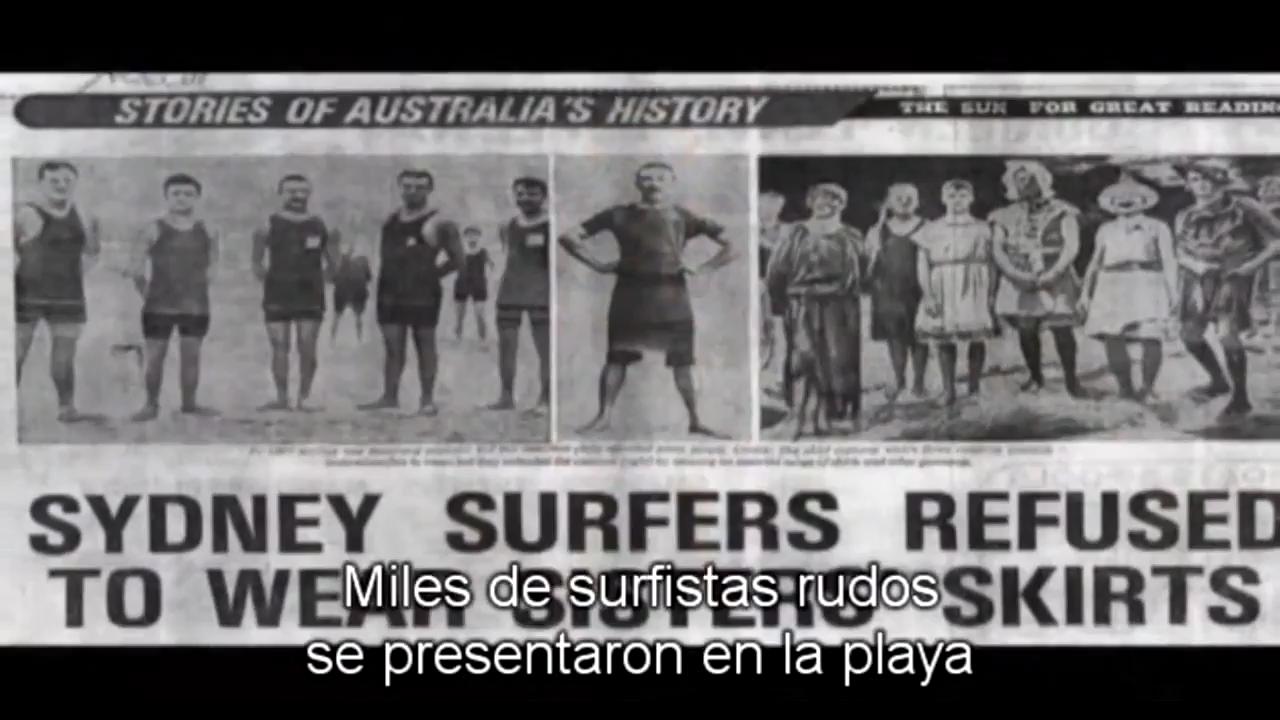 STORIES OF AUSTRALIA'S HISTORY
THE SUN FOR GREAT READING
SYDNEY SURFERS REFUSED
TO WEAR SISTERS' SKIRTS
Miles de surfistas rudos
se presentaron en la playa